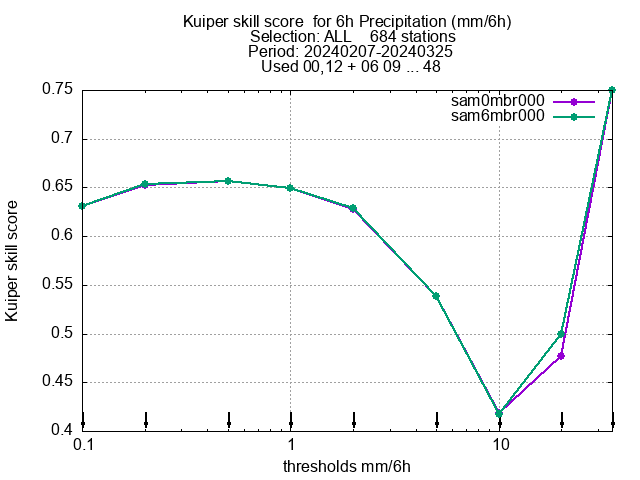 Kuiper skill score  for 6h Precipitation (mm/6h)
Selection: ALL    684 stations
Period: 20240207-20240325
Used 00,12 + 06 09 ... 48
sam0mbr000
sam6mbr000
0.75
0.7
0.65
0.6
0.55
0.5
0.45
0.4
Kuiper skill score
0.1
1
10
thresholds mm/6h